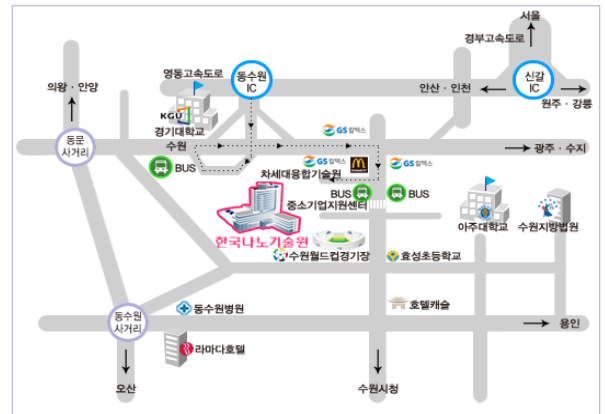 서울
경부고속도로
영동고속도로
동수원
IC
신갈
IC
의왕 · 안양
안산 · 인천
원주 · 강릉
KGU
경기대학교
수원
동문
사거리
GS칼텍스
광주 · 수지
BUS
GS칼텍스
GS칼텍스
차세대융합기술원
BUS
BUS
중소기업지원센터
아주대학교
수원지방법원
한국나노기술원
수원월드컵경기장
효성초등학교
동수원병원
호텔캐슬
동수원
사거리
용인
라마다호텔
오산
수원시청